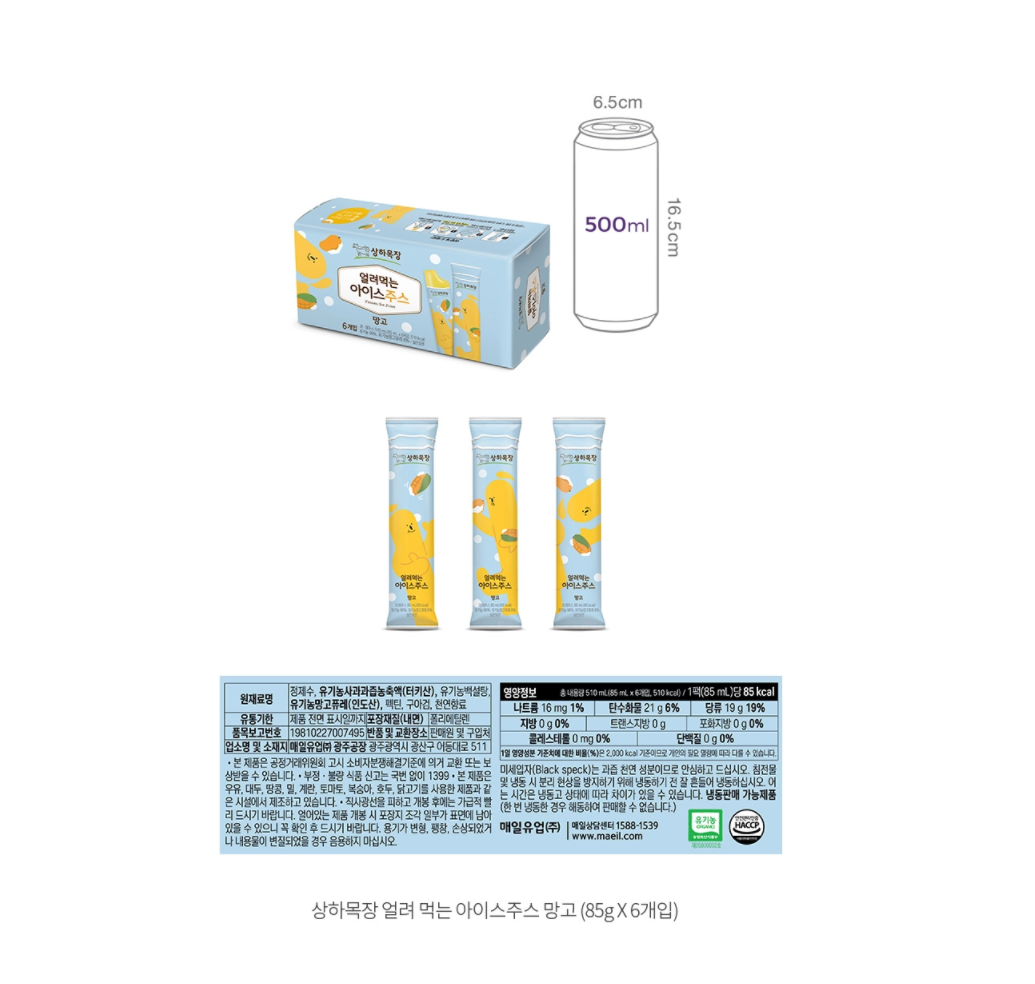 6.5cm
500ml
16.5cm
상하목장
얼려먹는
아이스주스
망고
6개입
상하목장
상하목장
상하목장
얼려먹는
아이스주스
망고
얼려먹는
아이스주스
망고
얼려먹는
아이스주스
망고
원재료명 정제수, 유기농사과과즙농축액(터키산), 유기농백설탕,
유기농망고퓨레(인도산), 펙틴, 구아검, 천연향료
유통기한 제품 전면 표시일까지 포장재질(내면) 폴리에틸렌
품목보고번호 19810227007495 반품 및 교환장소 판매원 및 구입처
업소명 및 소재지 매일유업㈜ 광주공장 광주광역시 광산구 어등대로 511
• 본 제품은 공정거래위원회 고시 소비자분쟁해결기준에 의거 교환 또는 보
상받을 수 있습니다. • 부정 · 불량 식품 신고는 국번 없이 1399 • 본 제품은
우유, 대두, 땅콩, 밀, 계란, 토마토, 복숭아, 호두, 닭고기를 사용한 제품과 같
은 시설에서 제조하고 있습니다. • 직사광선을 피하고 개봉 후에는 가급적 빨
리 드시기 바랍니다. 얼어있는 제품 개봉 시 포장지 조각 일부가 표면에 남아
있을 수 있으니 꼭 확인 후 드시기 바랍니다. 용기가 변형, 팽창, 손상되었거
나 내용물이 변질되었을 경우 음용하지 마십시오.
영양정보 총 내용량 510 mL(85 mL x 6개입, 510 kcal) / 1팩(85 mL)당 85 kcal
나트륨 16 mg 1% 탄수화물 21 g 6% 당류 19 g 19%
지방 0 g 0% 트랜스지방 0 g 포화지방 0 g 0%
콜레스테롤 0 mg 0% 단백질 0 g 0%
1일 영양성분 기준치에 대한 비율(%)은 2,000 kcal 기준이므로 개인의 필요 열량에 따라 다를 수 있습니다.
미세입자(Black speck)는 과즙 천연 성분이므로 안심하고 드십시오. 침전물
및 냉동 시 분리 현상을 방지하기 위해 냉동하기 전 잘 흔들어 냉동하십시오. 어
는 시간은 냉동고 상태에 따라 차이가 있을 수 있습니다. 냉동판매 가능제품
(한 번 냉동한 경우 해동하여 판매할 수 없습니다.)
매일유업㈜ 매일상담센터 1588-1539
www.maeil.com
유기농
ORGANIC
농림축산식품부
안전관리인증
HACCP
상하목장 얼려 먹는 아이스주스 망고 (85g X 6개입)